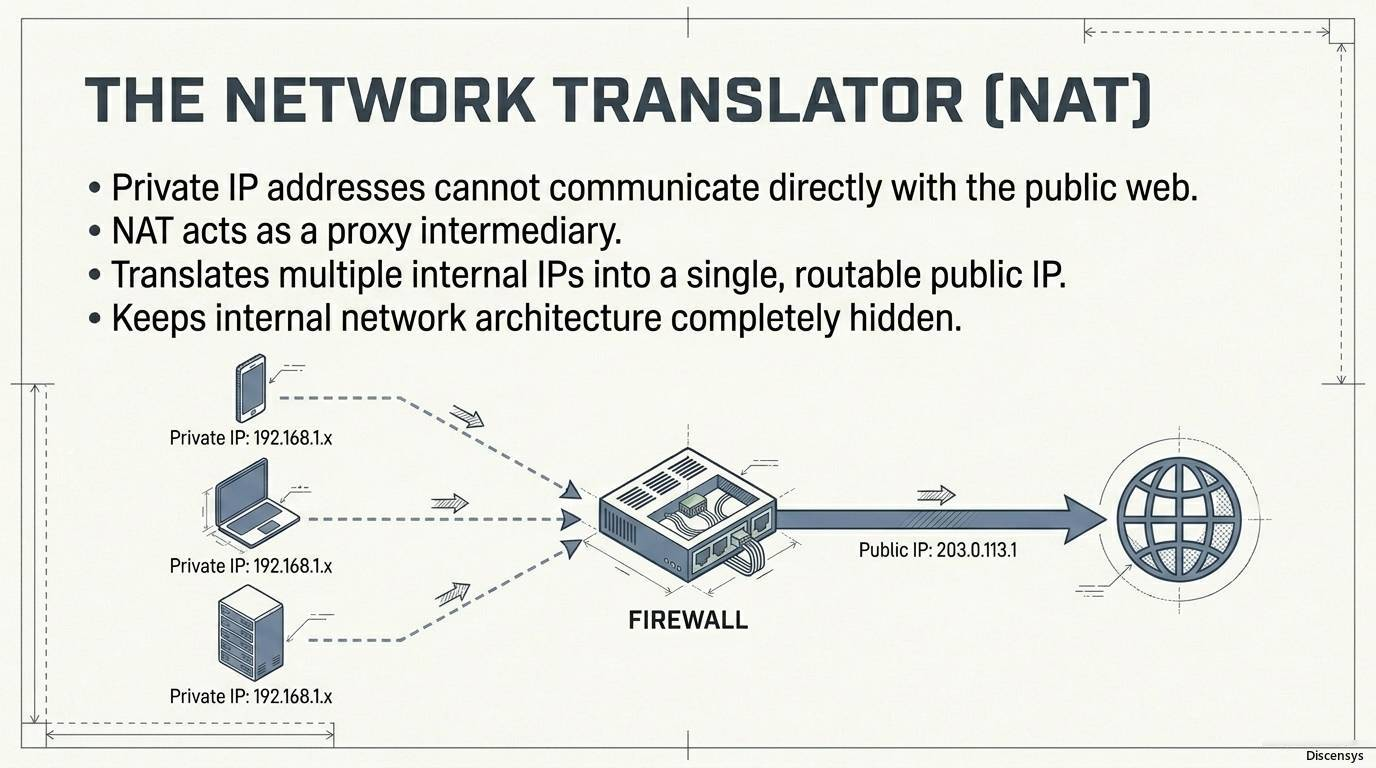 THE NETWORK TRANSLATOR (NAT)
• Private IP addresses cannot communicate directly with the public web.
• NAT acts as a proxy intermediary.
• Translates multiple internal IPs into a single, routable public IP.
• Keeps internal network architecture completely hidden.
Private IP: 192.168.1.x
Private IP: 192.168.1.x
Private IP: 192.168.1.x
FIREWALL
Public IP: 203.0.113.1
Discensys